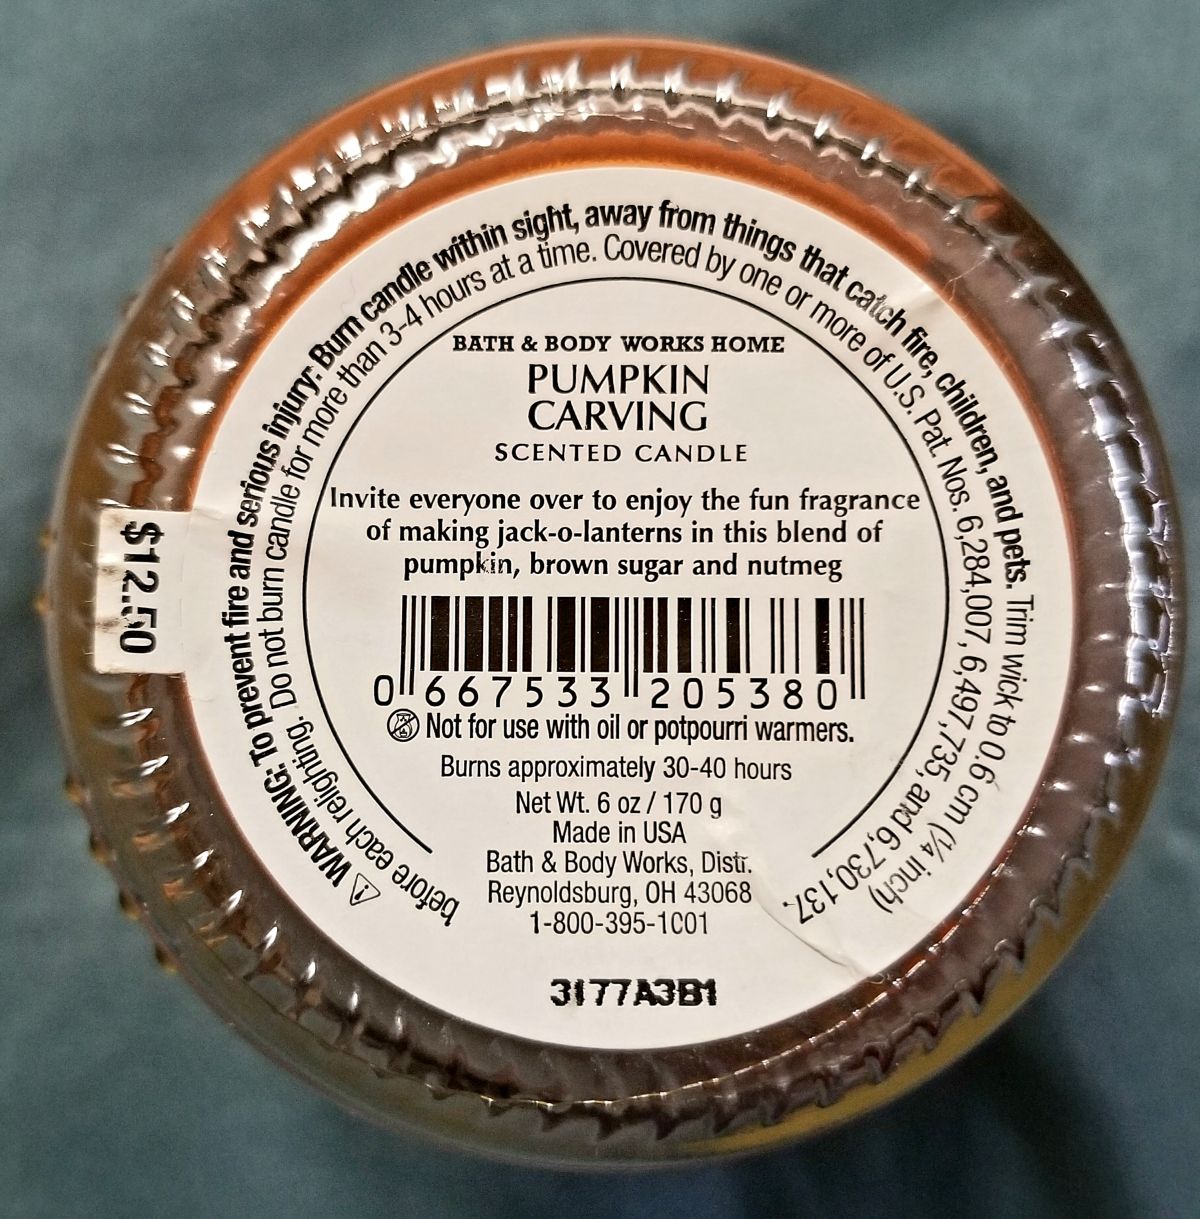 ⚠ WARNING: To prevent fire and serious injury: Burn candle within sight, away from things that catch fire, children, and pets. Trim wick to 0.6 cm (1/4 inch)
before each relighting. Do not burn candle for more than 3-4 hours at a time. Covered by one or more of U.S. Pat. Nos. 6,284,007, 6,497,735, and 6,730,137.
BATH & BODY WORKS HOME
PUMPKIN
CARVING
SCENTED CANDLE
Invite everyone over to enjoy the fun fragrance
of making jack-o-lanterns in this blend of
pumpkin, brown sugar and nutmeg
0 667533 205380
Not for use with oil or potpourri warmers.
Burns approximately 30-40 hours
Net Wt. 6 oz / 170 g
Made in USA
Bath & Body Works, Distr.
Reynoldsburg, OH 43068
1-800-395-1001
3177A3B1
$12.50